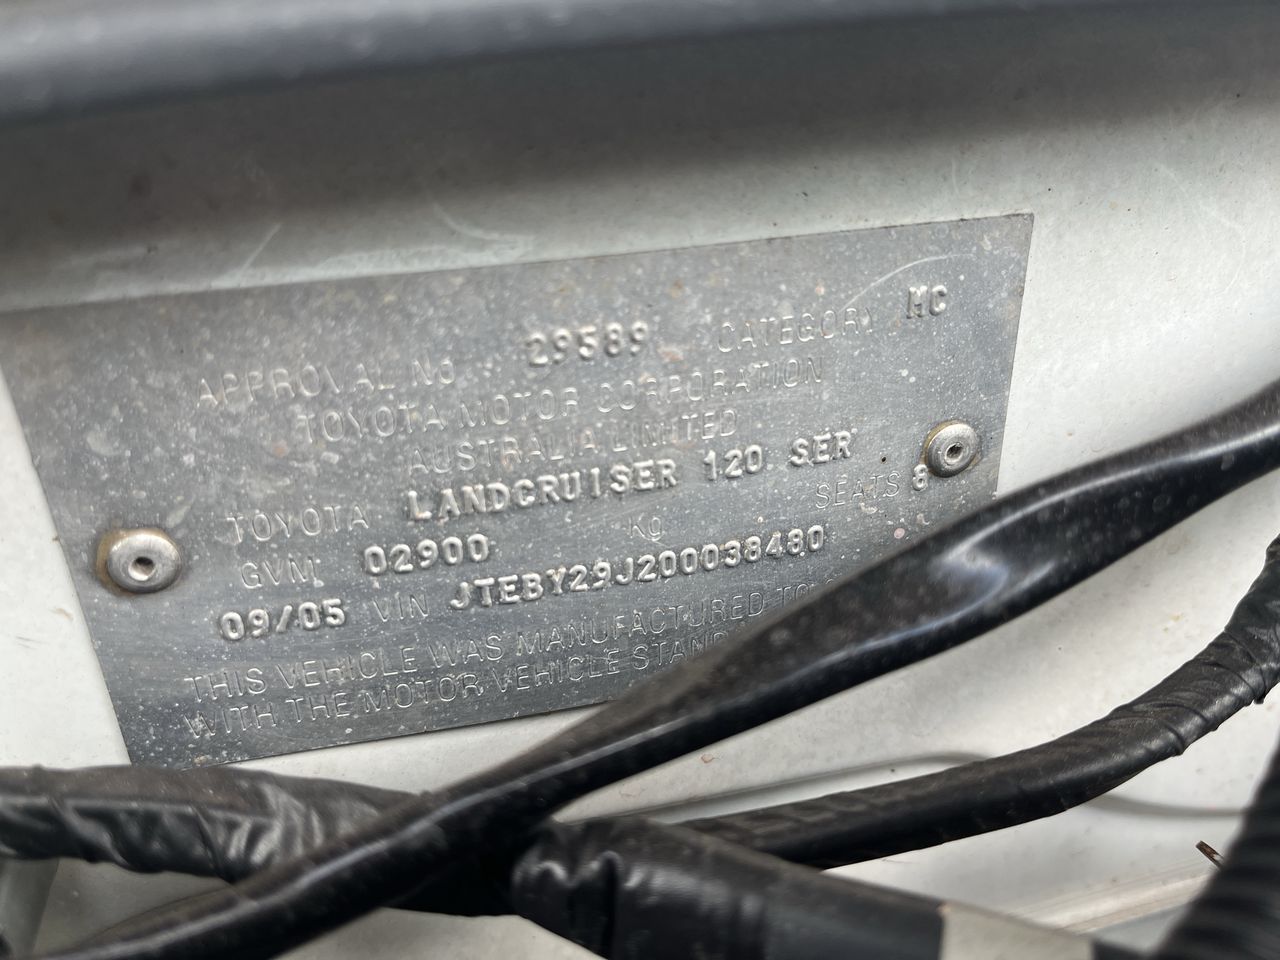 APPROVAL NO 29589 CATEGORY MC
TOYOTA MOTOR CORPORATION
AUSTRALIA LIMITED
TOYOTA LANDCRUISER 120 SER
GVM 02900 KG SEATS 8
09/05 VIN JTEBY29J200038480
THIS VEHICLE WAS MANUFACTURED TO
WITH THE MOTOR VEHICLE STAND